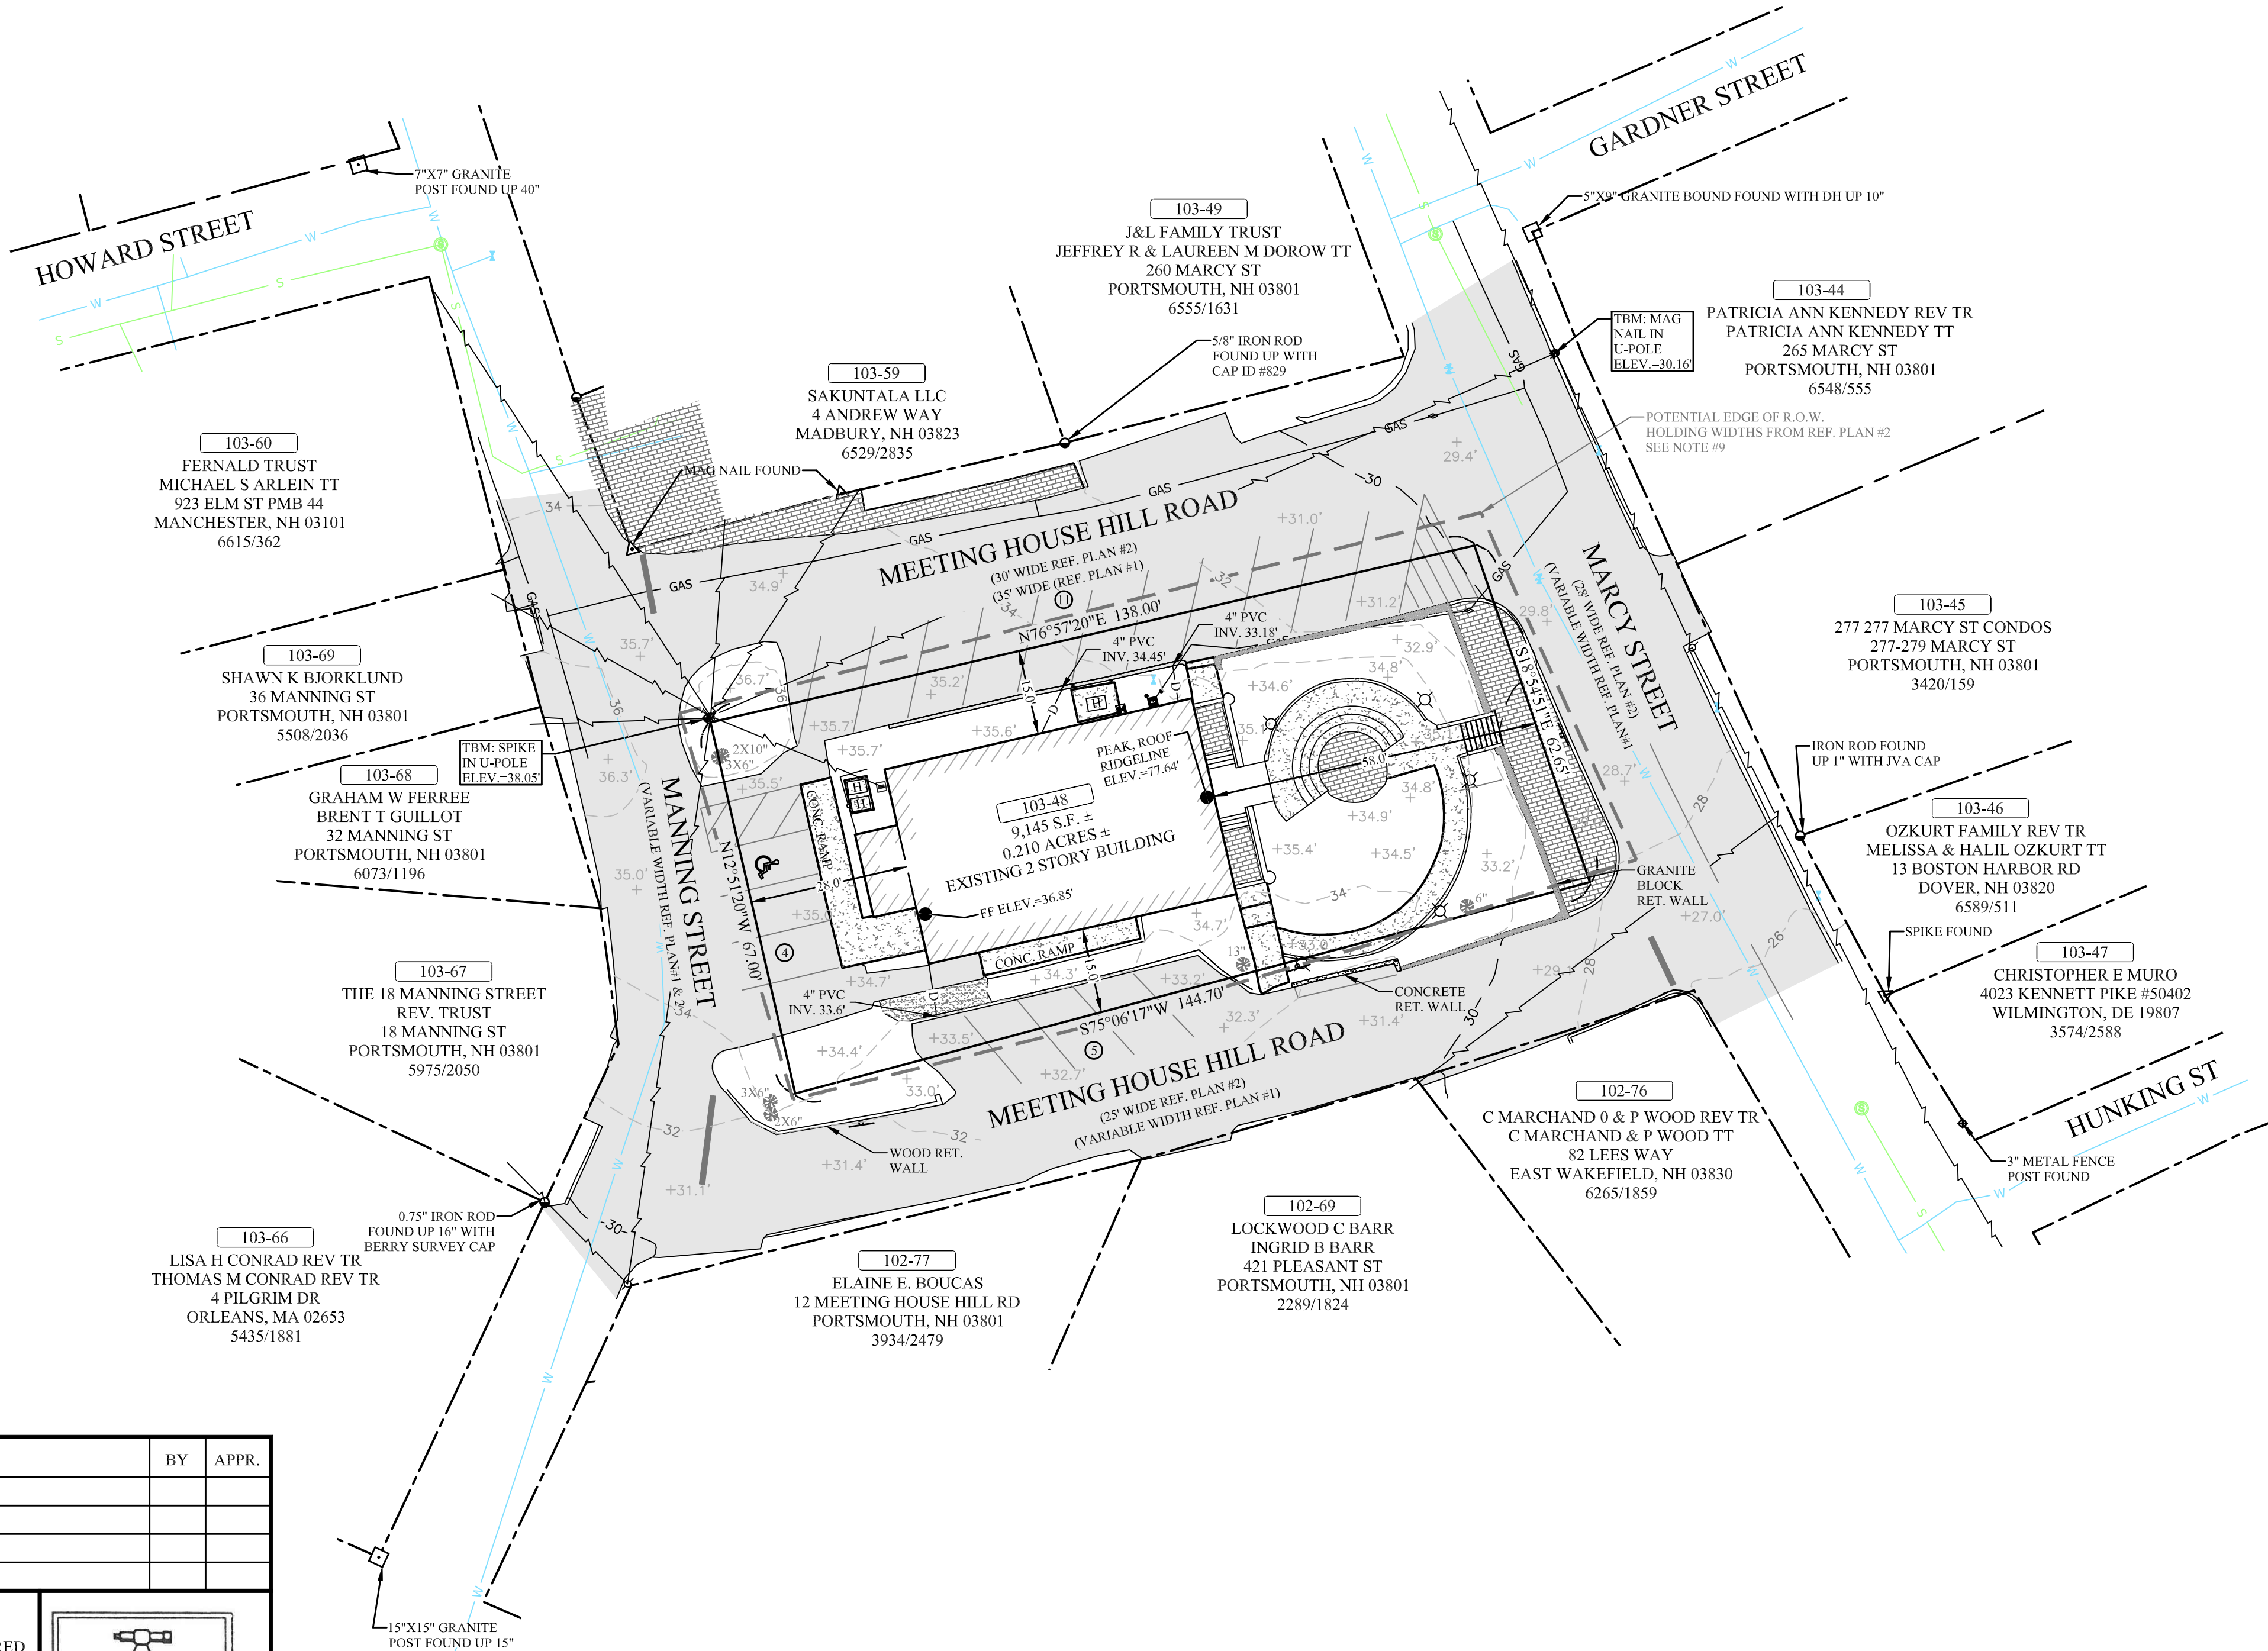 GARDNER STREET
HOWARD STREET
7"X7" GRANITE
POST FOUND UP 40"
5"X9" GRANITE BOUND FOUND WITH DH UP 10"
103-49
J&L FAMILY TRUST
JEFFREY R & LAUREEN M DOROW TT
260 MARCY ST
PORTSMOUTH, NH 03801
6555/1631
103-44
PATRICIA ANN KENNEDY REV TR
PATRICIA ANN KENNEDY TT
265 MARCY ST
PORTSMOUTH, NH 03801
6548/555
TBM: MAG
NAIL IN
U-POLE
ELEV.=30.16'
5/8" IRON ROD
FOUND UP WITH
CAP ID #829
103-59
SAKUNTALA LLC
4 ANDREW WAY
MADBURY, NH 03823
6529/2835
POTENTIAL EDGE OF R.O.W.
HOLDING WIDTHS FROM REF. PLAN #2
SEE NOTE #9
103-60
FERNALD TRUST
MICHAEL S ARLEIN TT
923 ELM ST PMB 44
MANCHESTER, NH 03101
6615/362
MAG NAIL FOUND
MEETING HOUSE HILL ROAD
(30' WIDE REF. PLAN #2)
(35' WIDE (REF. PLAN #1)
11
N76°57'20"E 138.00'
MARCY STREET
(28' WIDE REF. PLAN #2)
(VARIABLE WIDTH REF. PLAN#1
S18°54'51"E 62.65'
103-45
277 277 MARCY ST CONDOS
277-279 MARCY ST
PORTSMOUTH, NH 03801
3420/159
103-69
SHAWN K BJORKLUND
36 MANNING ST
PORTSMOUTH, NH 03801
5508/2036
4" PVC
INV. 33.18'
4" PVC
INV. 34.45'
15.0'
TBM: SPIKE
IN U-POLE
ELEV.=38.05'
2X10"
3X6"
PEAK, ROOF
RIDGELINE
ELEV.=77.64'
58.0'
IRON ROD FOUND
UP 1" WITH JVA CAP
103-68
GRAHAM W FERREE
BRENT T GUILLOT
32 MANNING ST
PORTSMOUTH, NH 03801
6073/1196
MANNING STREET
(VARIABLE WIDTH REF. PLAN#1 & 2)
N12°51'20"W 67.00'
CONC. RAMP
28.0'
103-48
9,145 S.F. ±
0.210 ACRES ±
EXISTING 2 STORY BUILDING
FF ELEV.=36.85'
103-46
OZKURT FAMILY REV TR
MELISSA & HALIL OZKURT TT
13 BOSTON HARBOR RD
DOVER, NH 03820
6589/511
GRANITE
BLOCK
RET. WALL
SPIKE FOUND
103-47
CHRISTOPHER E MURO
4023 KENNETT PIKE #50402
WILMINGTON, DE 19807
3574/2588
103-67
THE 18 MANNING STREET
REV. TRUST
18 MANNING ST
PORTSMOUTH, NH 03801
5975/2050
4
CONC. RAMP
15.0'
13"
6"
4" PVC
INV. 33.6'
CONCRETE
RET. WALL
S75°06'17"W 144.70'
5
MEETING HOUSE HILL ROAD
(25' WIDE REF. PLAN #2)
(VARIABLE WIDTH REF. PLAN #1)
3X6"
2X6"
WOOD RET.
WALL
102-76
C MARCHAND 0 & P WOOD REV TR
C MARCHAND & P WOOD TT
82 LEES WAY
EAST WAKEFIELD, NH 03830
6265/1859
HUNKING ST
3" METAL FENCE
POST FOUND
0.75" IRON ROD
FOUND UP 16" WITH
BERRY SURVEY CAP
103-66
LISA H CONRAD REV TR
THOMAS M CONRAD REV TR
4 PILGRIM DR
ORLEANS, MA 02653
5435/1881
102-77
ELAINE E. BOUCAS
12 MEETING HOUSE HILL RD
PORTSMOUTH, NH 03801
3934/2479
102-69
LOCKWOOD C BARR
INGRID B BARR
421 PLEASANT ST
PORTSMOUTH, NH 03801
2289/1824
BY APPR.
15"X15" GRANITE
POST FOUND UP 15"